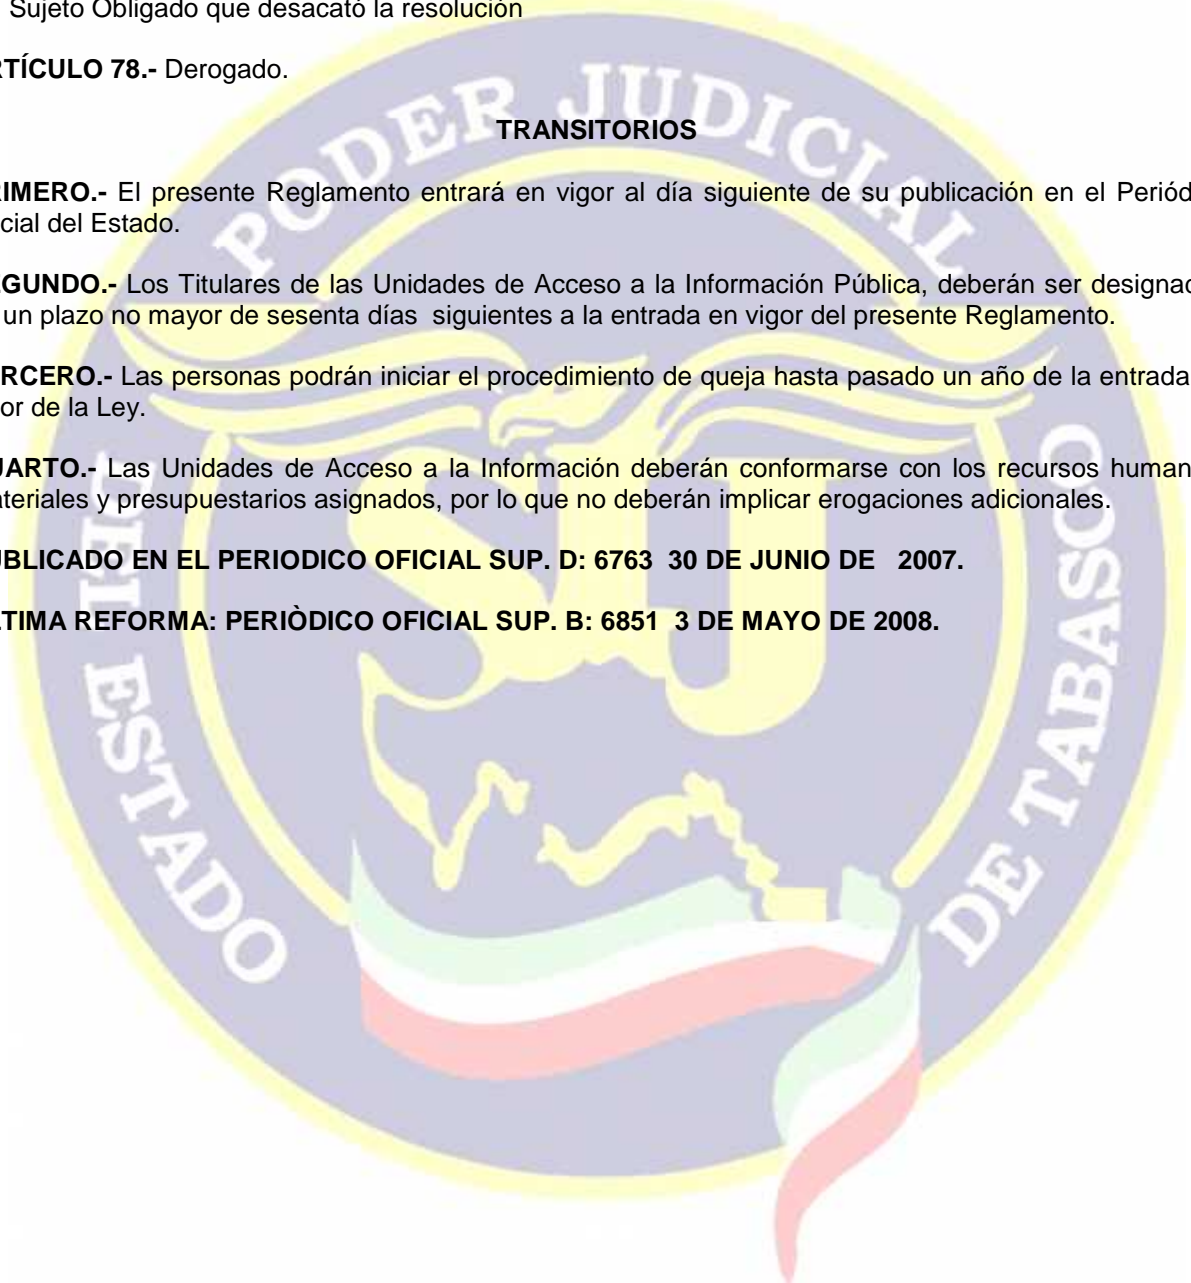 Sujeto Obligado que desacató la resolución
RTÍCULO 78.- Derogado.
TRANSITORIOS
RIMERO.- El presente Reglamento entrará en vigor al día siguiente de su publicación en el Periód
cial del Estado.
EGUNDO.- Los Titulares de las Unidades de Acceso a la Información Pública, deberán ser designad
un plazo no mayor de sesenta días siguientes a la entrada en vigor del presente Reglamento.
ERCERO.- Las personas podrán iniciar el procedimiento de queja hasta pasado un año de la entrada
or de la Ley.
UARTO.- Las Unidades de Acceso a la Información deberán conformarse con los recursos human
ateriales y presupuestarios asignados, por lo que no deberán implicar erogaciones adicionales.
UBLICADO EN EL PERIODICO OFICIAL SUP. D: 6763 30 DE JUNIO DE 2007.
TIMA REFORMA: PERIÒDICO OFICIAL SUP. B: 6851 3 DE MAYO DE 2008.
PODER JUDICIAL
DEL ESTADO
DE TABASCO
STJ